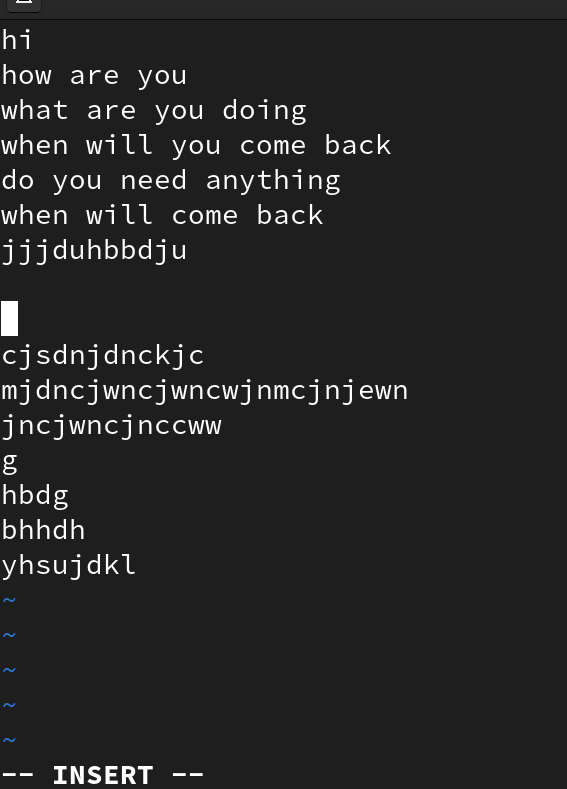 hi
how are you
what are you doing
when will you come back
do you need anything
when will come back
jjjduhbbdju
cjsdnjdnckjc
mjdncjwncjwncwjnmcjnjewn
jncjwncjnccww
g
hbdg
bhhdh
yhsujdkl
~
~
~
~
~
-- INSERT --